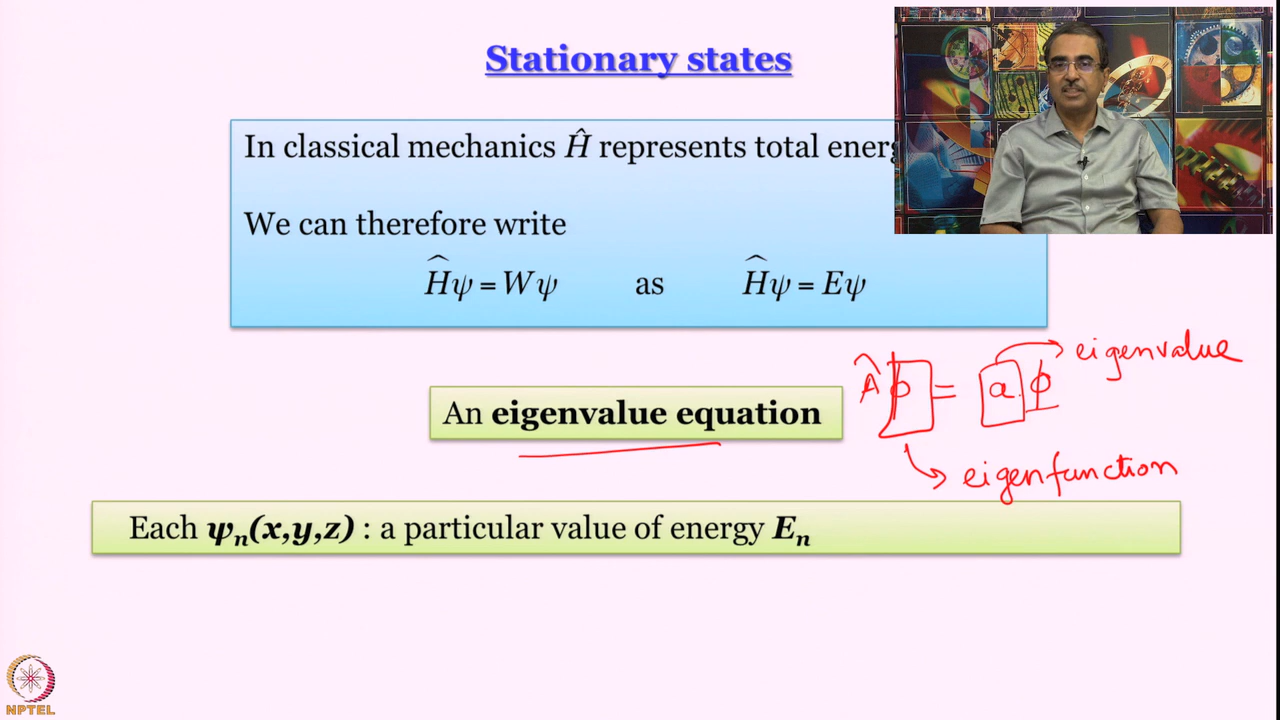 Stationary states
In classical mechanics Ĥ represents total energ
We can therefore write
Ĥψ = Wψ as Ĥψ = Eψ
Âϕ = a.ϕ eigenvalue
An eigenvalue equation
eigenfunction
Each ψₙ(x,y,z) : a particular value of energy Eₙ
NPTEL